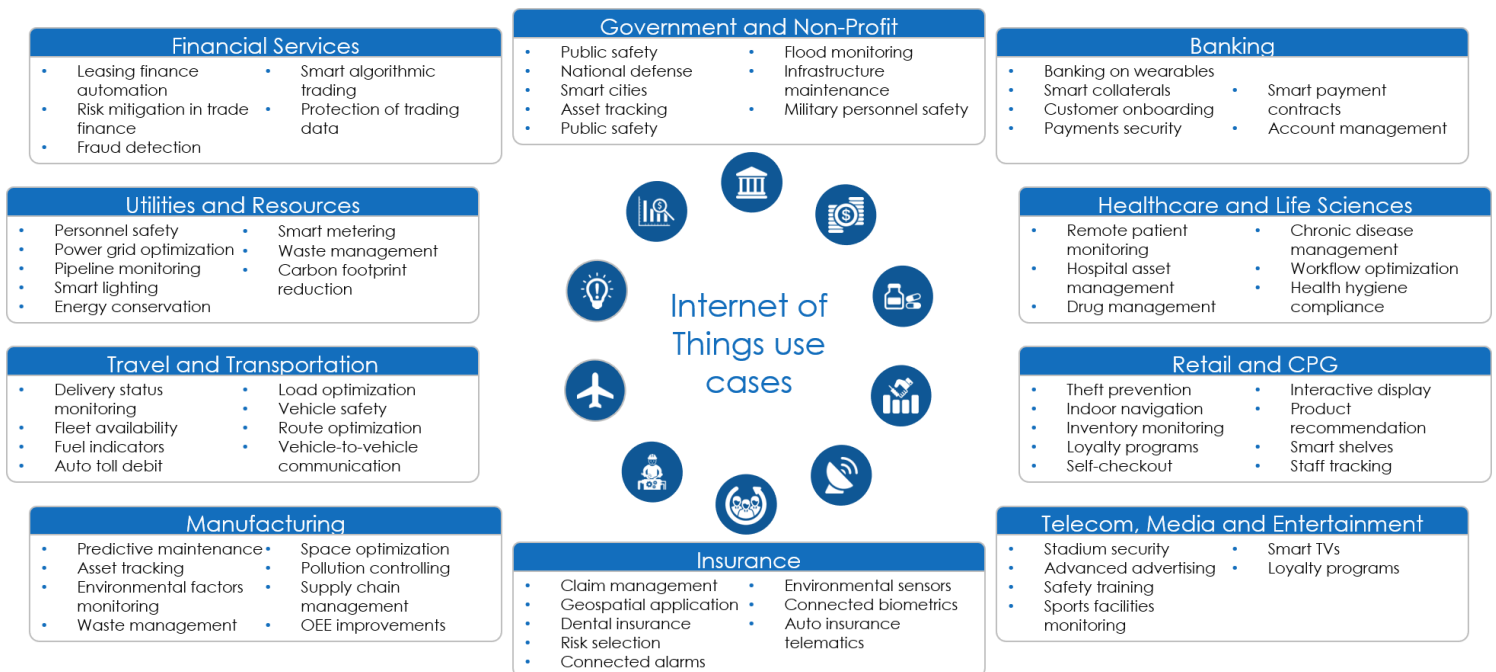 Government and Non-Profit
Public safety
National defense
Smart cities
Asset tracking
Public safety
Flood monitoring
Infrastructure
maintenance
Military personnel safety
Financial Services
Leasing finance
automation
Risk mitigation in trade
finance
Fraud detection
Smart algorithmic
trading
Protection of trading
data
Banking
Banking on wearables
Smart collaterals
Customer onboarding
Payments security
Smart payment
contracts
Account management
Utilities and Resources
Personnel safety
Power grid optimization
Pipeline monitoring
Smart lighting
Energy conservation
Smart metering
Waste management
Carbon footprint
reduction
Healthcare and Life Sciences
Remote patient
monitoring
Hospital asset
management
Drug management
Chronic disease
management
Workflow optimization
Health hygiene
compliance
Internet of
Things use
cases
Travel and Transportation
Delivery status
monitoring
Fleet availability
Fuel indicators
Auto toll debit
Load optimization
Vehicle safety
Route optimization
Vehicle-to-vehicle
communication
Retail and CPG
Theft prevention
Indoor navigation
Inventory monitoring
Loyalty programs
Self-checkout
Interactive display
Product
recommendation
Smart shelves
Staff tracking
Manufacturing
Predictive maintenance
Asset tracking
Environmental factors
monitoring
Waste management
Space optimization
Pollution controlling
Supply chain
management
OEE improvements
Insurance
Claim management
Geospatial application
Dental insurance
Risk selection
Connected alarms
Environmental sensors
Connected biometrics
Auto insurance
telematics
Telecom, Media and Entertainment
Stadium security
Advanced advertising
Safety training
Sports facilities
monitoring
Smart TVs
Loyalty programs